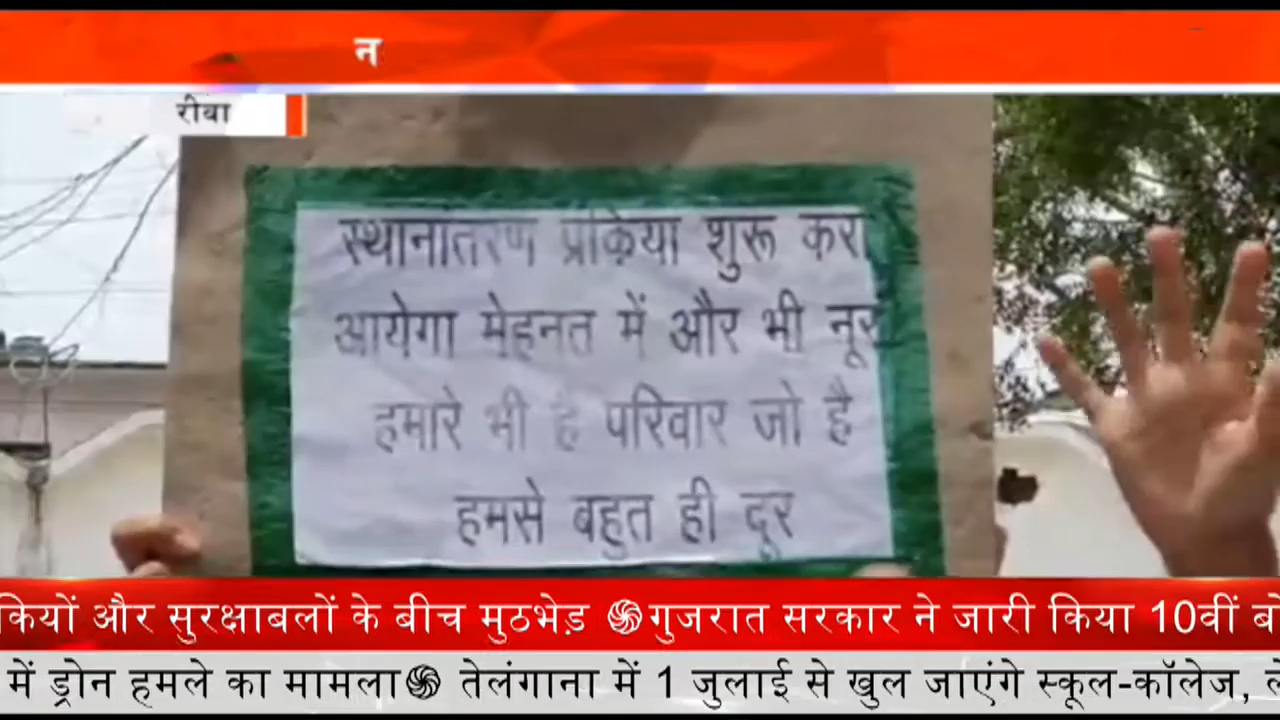 न
रीवा
स्थानातरण प्रक्रिया शुरू करा
आयेगा मेहनत में और भी नूर
हमारे भी है परिवार जो है
हमसे बहुत ही दूर
कियों और सुरक्षाबलों के बीच मुठभेड़ ֍गुजरात सरकार ने जारी किया 10वीं बो
में ड्रोन हमले का मामला֍ तेलंगाना में 1 जुलाई से खुल जाएंगे स्कूल-कॉलेज, ले